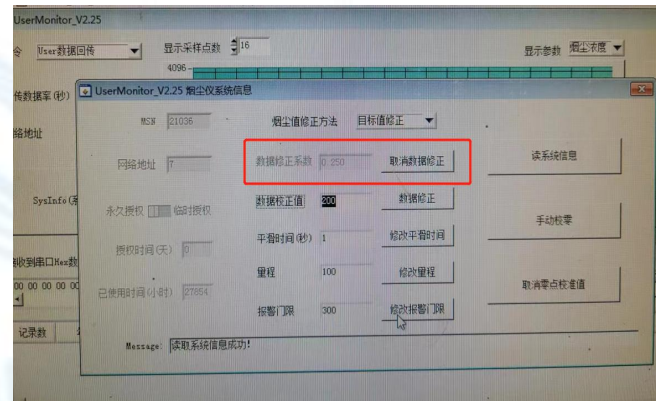 UserMonitor_V2.25
令 User数据回传 显示采样点数 16 显示参数 烟尘浓度
4096
传数据率(秒)
UserMonitor_V2.25 烟尘仪系统信息
MSN 21036 烟尘值修正方法 目标值修正
络地址
网络地址 7 数据修正系数 0.250 取消数据修正 读系统信息
SysInfo(系
永久授权 临时授权 数据校正值 200 数据修正
手动校零
授权时间(天) 0 平滑时间(秒) 1 修改平滑时间
收到串口Hex数
00 00 00 00 00
已使用时间(小时) 27854 量程 100 修改量程 取消零点校准值
报警门限 300 修改报警门限
记录数
Message: 读取系统信息成功!